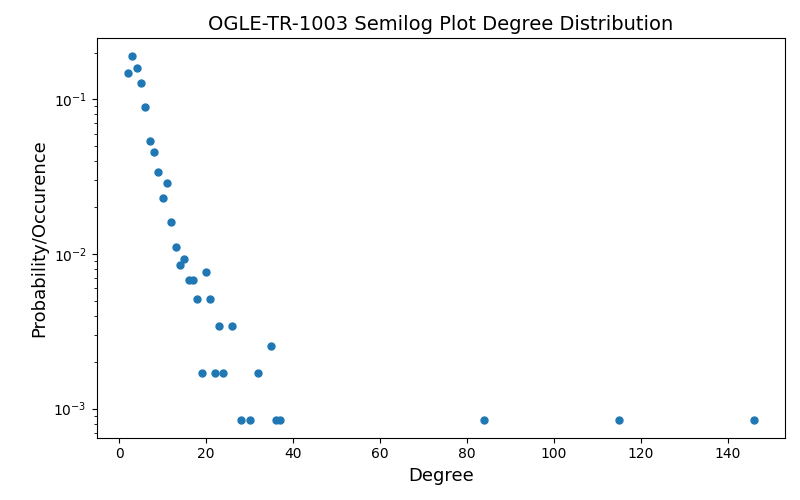 OGLE-TR-1003 Semilog Plot Degree Distribution
Probability/Occurence
10⁻¹
10⁻²
10⁻³
0 20 40 60 80 100 120 140
Degree